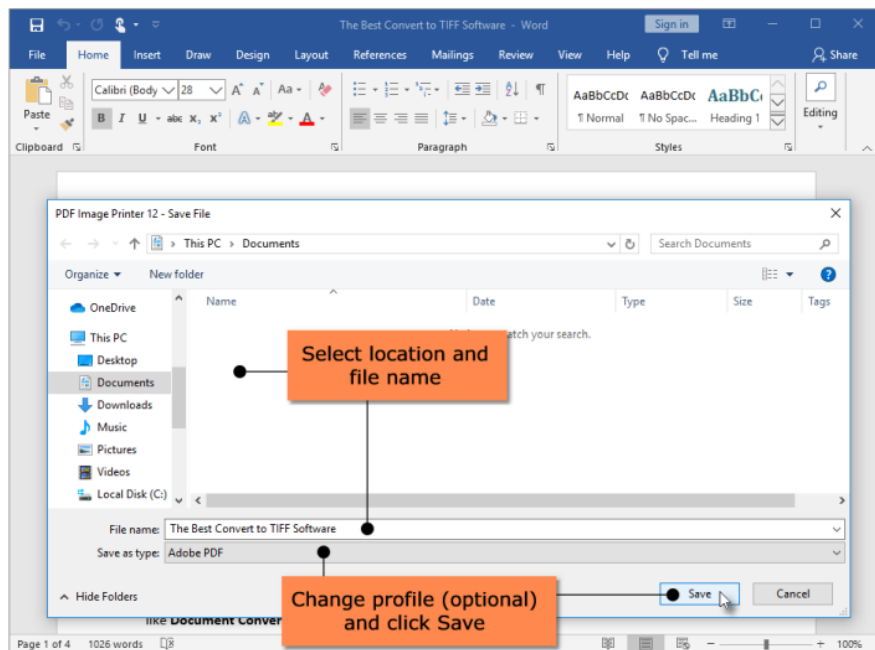 The Best Convert to TIFF Software - Word
Sign in
File Home Insert Draw Design Layout References Mailings Review View Help Tell me Share
Paste
Calibri (Body 28 A A Aa
B I U abc X₂ X² A A
AaBbCcDc AaBbCcDc AaBbCc
¶ Normal ¶ No Spac... Heading 1
Editing
Clipboard Font Paragraph Styles
PDF Image Printer 12 - Save File
This PC › Documents
Search Documents
Organize New folder
Name Date Type Size Tags
OneDrive
This PC
Desktop
Documents
Downloads
Music
Pictures
Videos
Local Disk (C:)
atch your search.
Select location and
file name
File name: The Best Convert to TIFF Software
Save as type: Adobe PDF
Hide Folders
Save Cancel
Change profile (optional)
and click Save
like Document Conver
Page 1 of 4 1026 words
100%